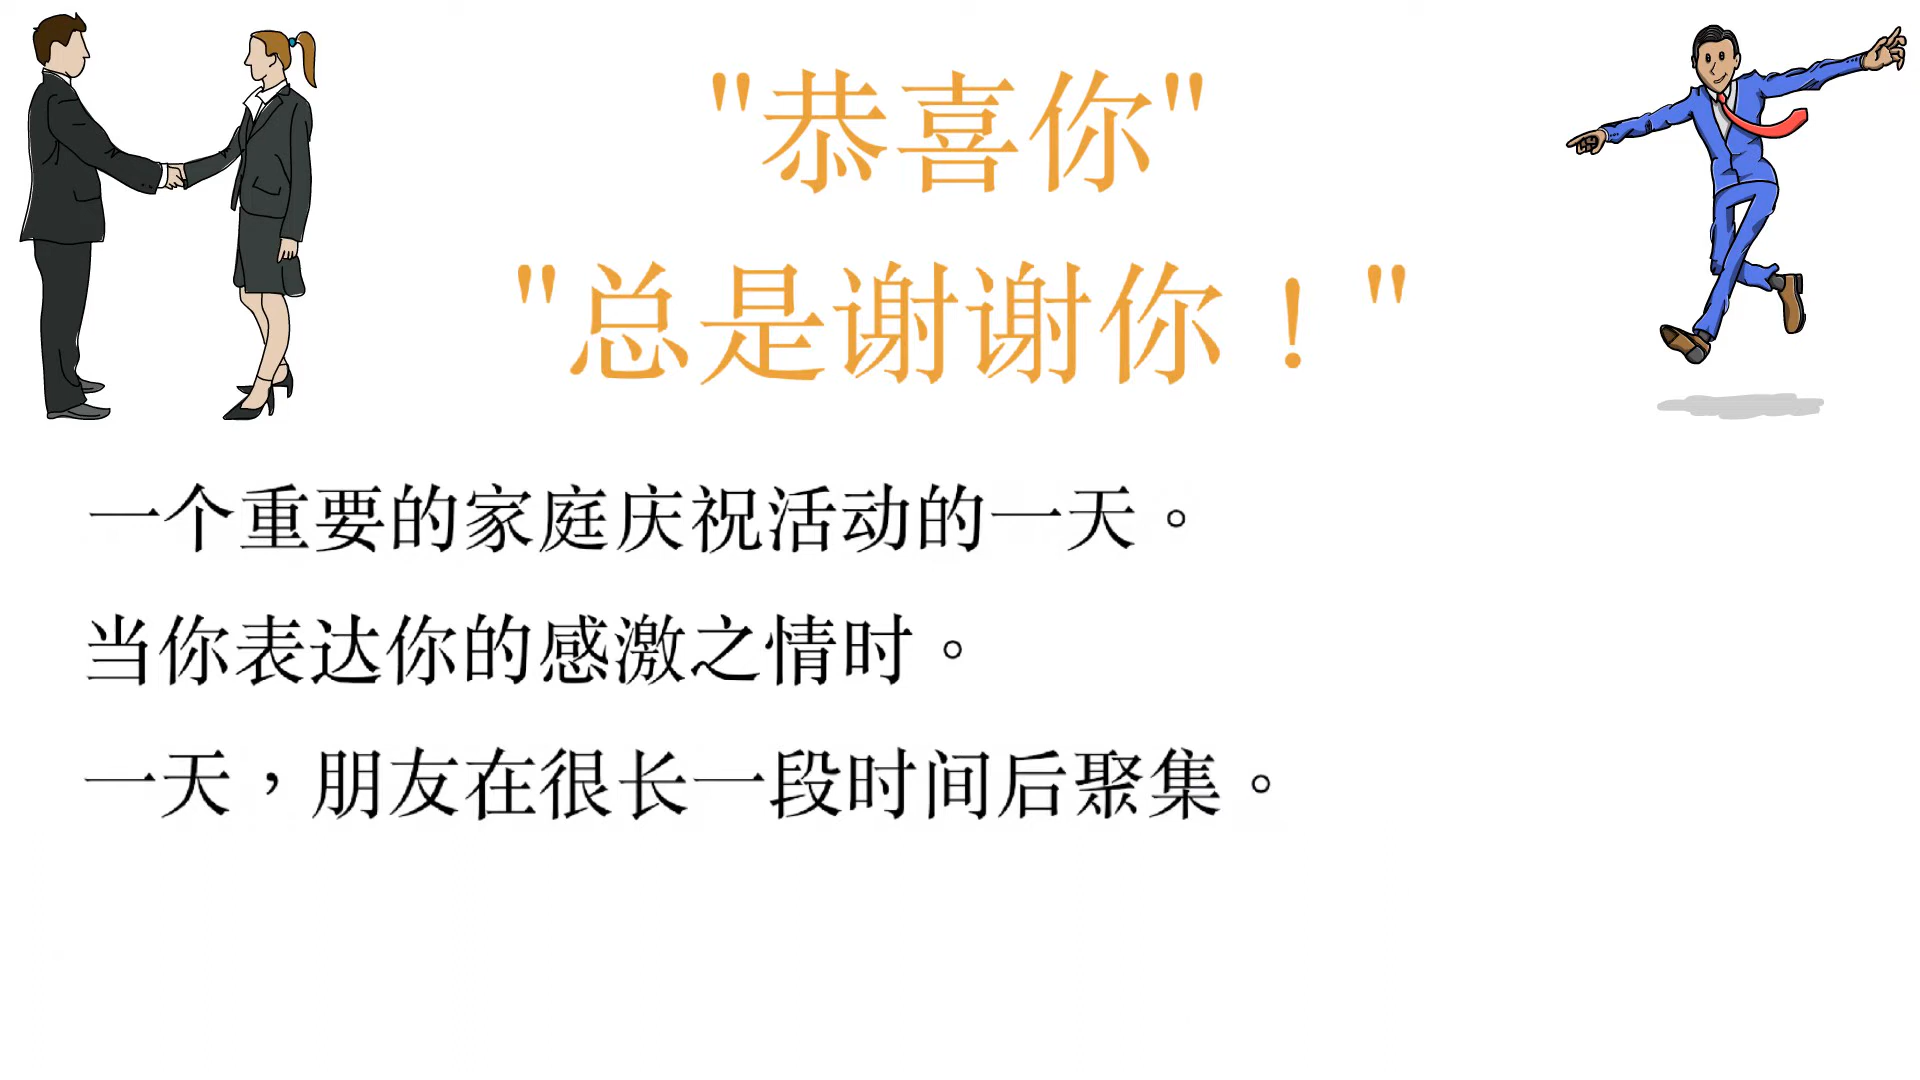 "恭喜你"
"总是谢谢你！"
一个重要的家庭庆祝活动的一天。
当你表达你的感激之情时。
一天，朋友在很长一段时间后聚集。